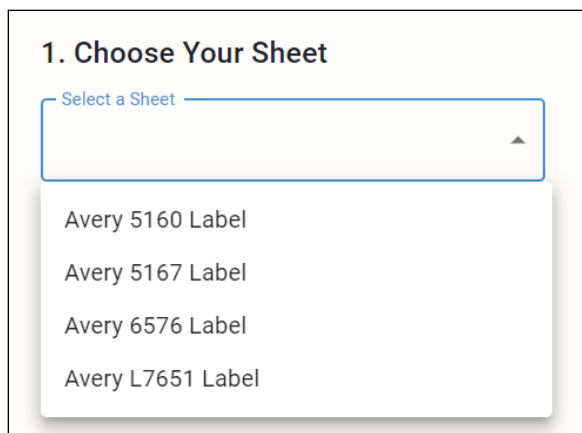 1. Choose Your Sheet
Select a Sheet
Avery 5160 Label
Avery 5167 Label
Avery 6576 Label
Avery L7651 Label